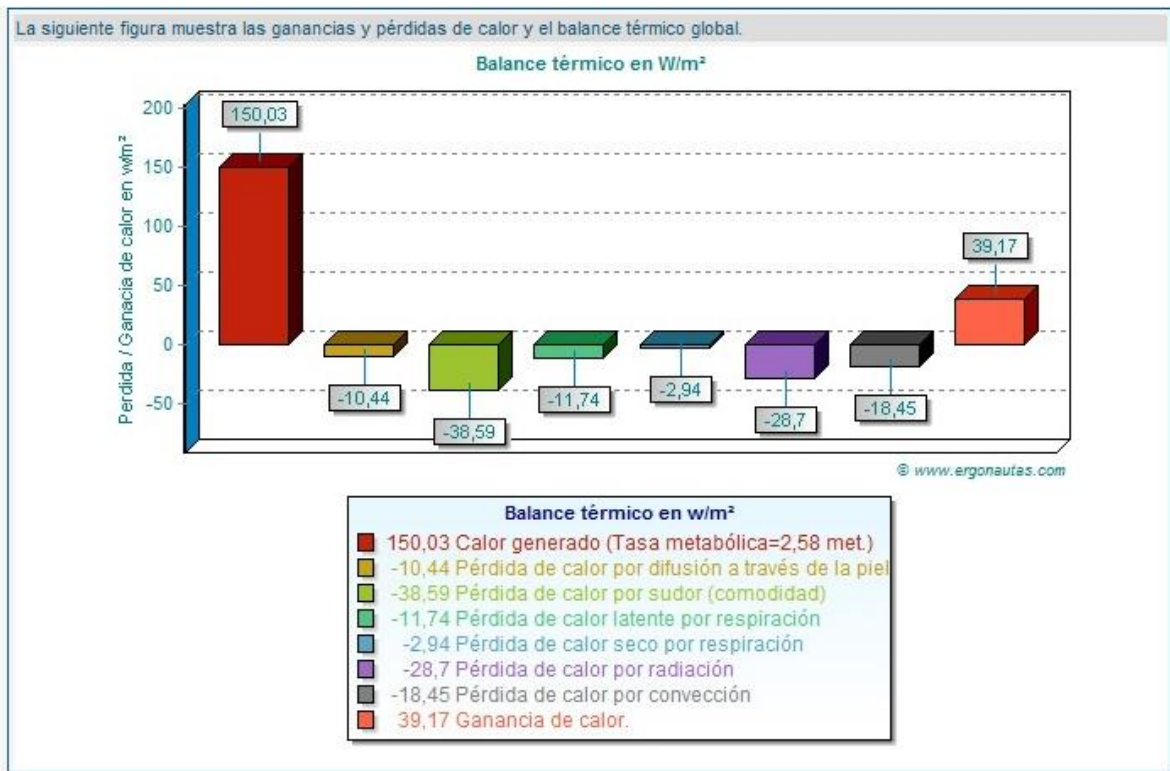 La siguiente figura muestra las ganancias y pérdidas de calor y el balance térmico global.
Balance térmico en W/m²
Perdida / Ganacia de calor en w/m²
200
150
100
50
0
-50
150,03
-10,44
-38,59
-11,74
-2,94
-28,7
-18,45
39,17
© www.ergonautas.com
Balance térmico en w/m²
150,03 Calor generado (Tasa metabólica=2,58 met.)
-10,44 Pérdida de calor por difusión a través de la piel
-38,59 Pérdida de calor por sudor (comodidad)
-11,74 Pérdida de calor latente por respiración
-2,94 Pérdida de calor seco por respiración
-28,7 Pérdida de calor por radiación
-18,45 Pérdida de calor por convección
39,17 Ganancia de calor.